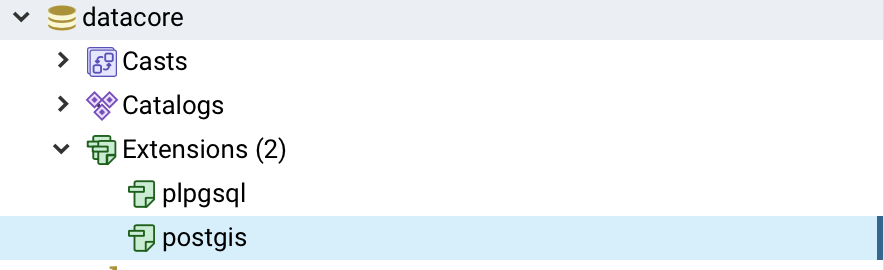 datacore
Casts
Catalogs
Extensions (2)
plpgsql
postgis